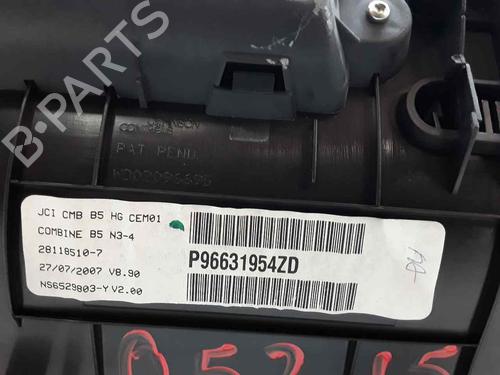 B-PARTS
PAT PEND
JCI CMB B5 HG CEM01
COMBINE B5 N3-4
28118510-7
27/07/2007 V8.90
NS6529803-Y V2.00
P96631954ZD